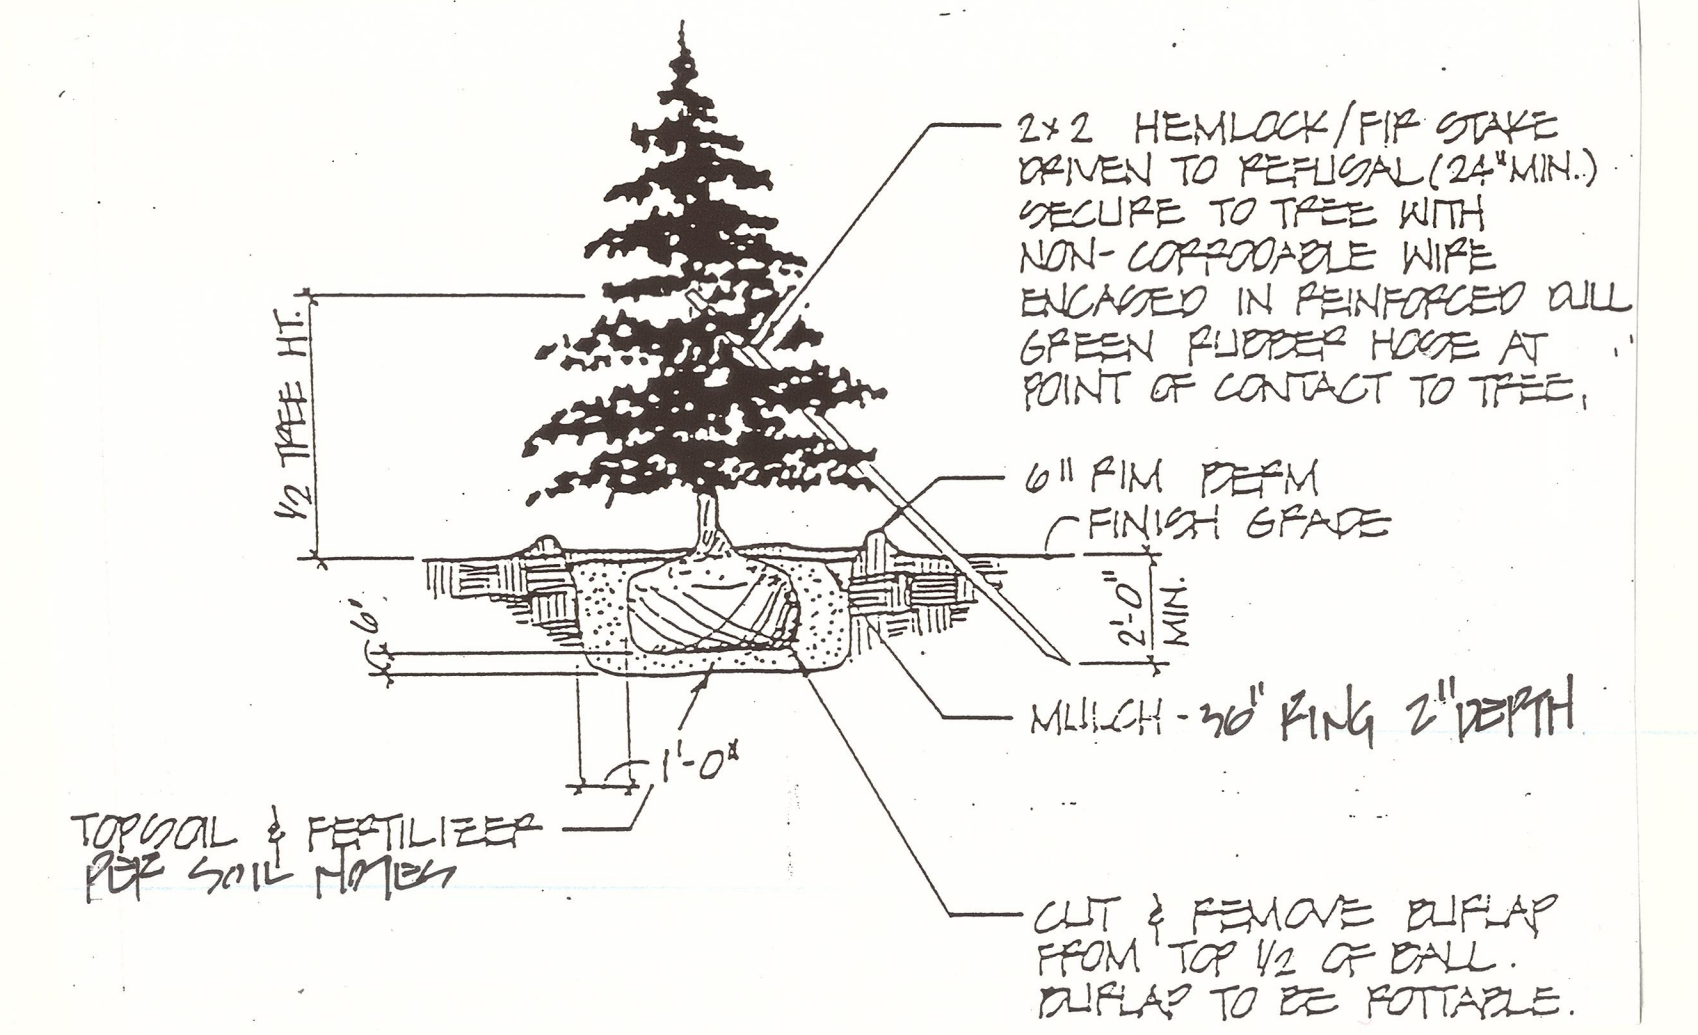 2x2 HEMLOCK/FIR STAKE
DRIVEN TO REFUSAL (24" MIN.)
SECURE TO TREE WITH
NON-CORRODABLE WIRE
ENCASED IN REINFORCED DULL
GREEN RUBBER HOSE AT
POINT OF CONTACT TO TREE.
1/2 TREE HT.
6" RIM BERM
FINISH GRADE
2'-0" MIN.
6"
MULCH - 36" RING 2" DEPTH
1'-0"
TOPSOIL & FERTILIZER
PER SOIL NOTES
CUT & REMOVE BURLAP
FROM TOP 1/2 OF BALL.
BURLAP TO BE ROTTABLE.